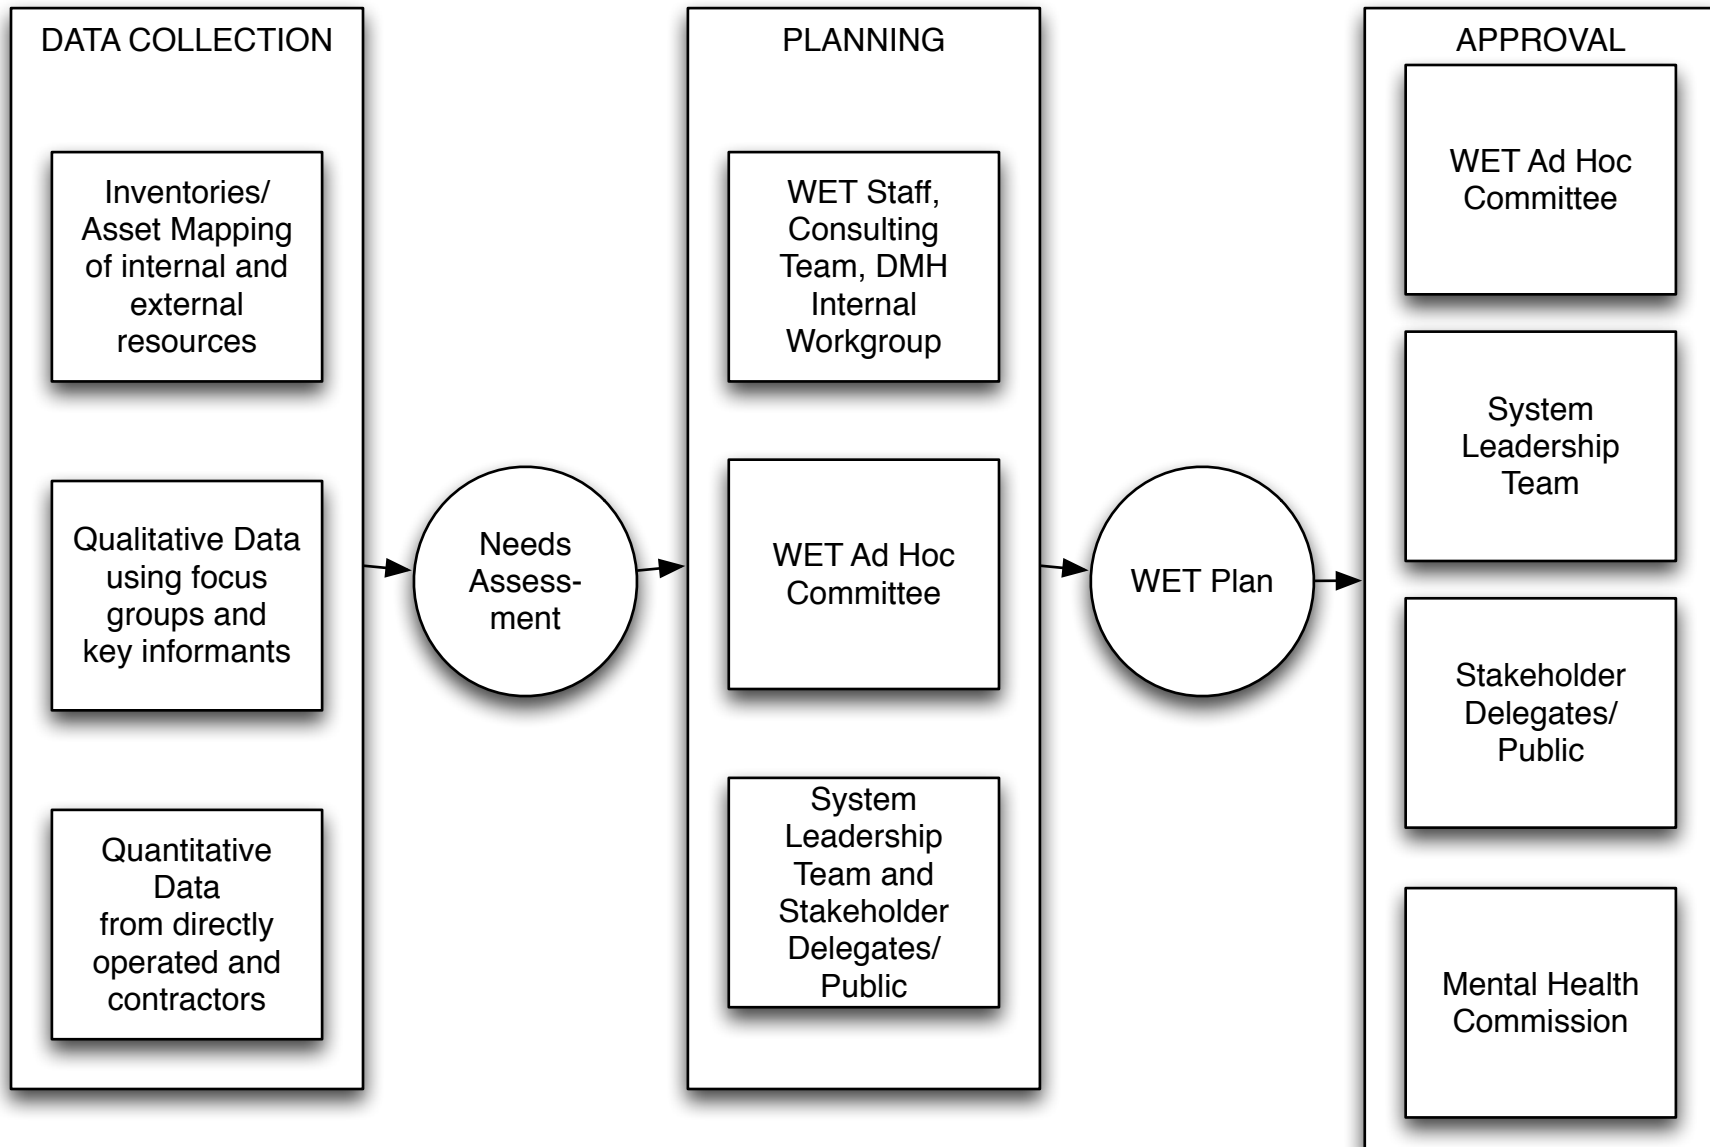 DATA COLLECTION
Inventories/
Asset Mapping
of internal and
external
resources
Qualitative Data
using focus
groups and
key informants
Quantitative
Data
from directly
operated and
contractors
Needs
Assess-
ment
PLANNING
WET Staff,
Consulting
Team, DMH
Internal
Workgroup
WET Ad Hoc
Committee
System
Leadership
Team and
Stakeholder
Delegates/
Public
WET Plan
APPROVAL
WET Ad Hoc
Committee
System
Leadership
Team
Stakeholder
Delegates/
Public
Mental Health
Commission